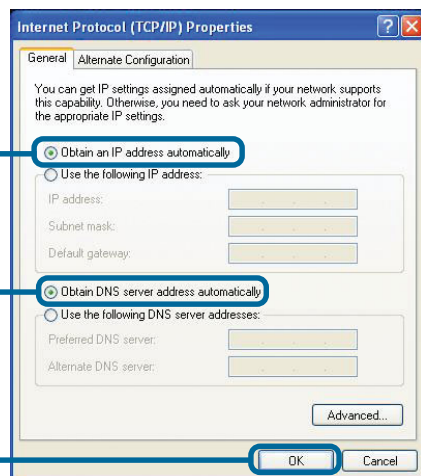 Internet Protocol (TCP/IP) Properties
General Alternate Configuration
You can get IP settings assigned automatically if your network supports
this capability. Otherwise, you need to ask your network administrator for
the appropriate IP settings.
Obtain an IP address automatically
Use the following IP address:
IP address:
Subnet mask:
Default gateway:
Obtain DNS server address automatically
Use the following DNS server addresses:
Preferred DNS server:
Alternate DNS server:
Advanced...
OK Cancel